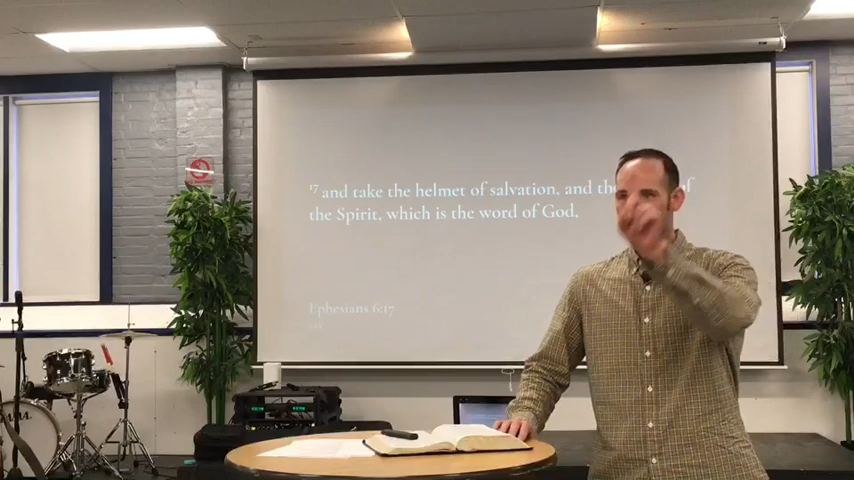 17 and take the helmet of salvation, and of
the Spirit, which is the word of God,
Ephesians 6:17